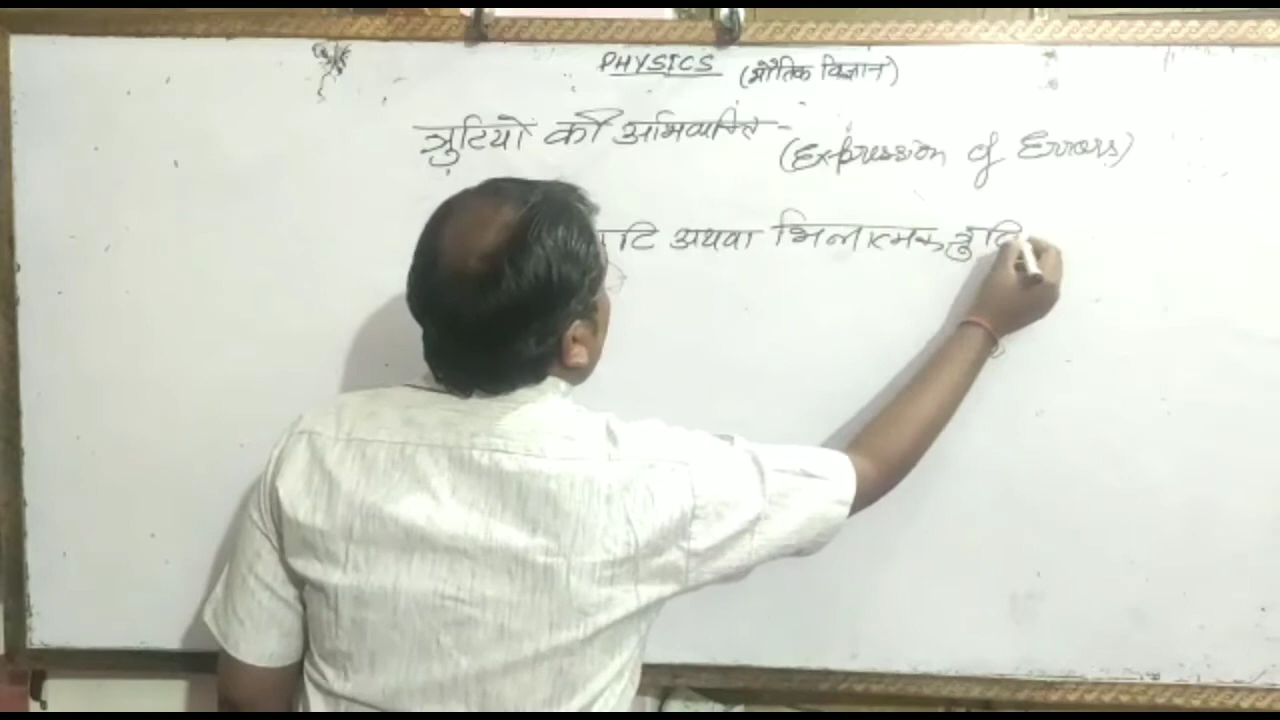 PHYSICS (भौतिक विज्ञान)
त्रुटियों की अभिव्यक्ति - (Expression of Errors)
टि अथवा भिन्नात्मक त्रुटि